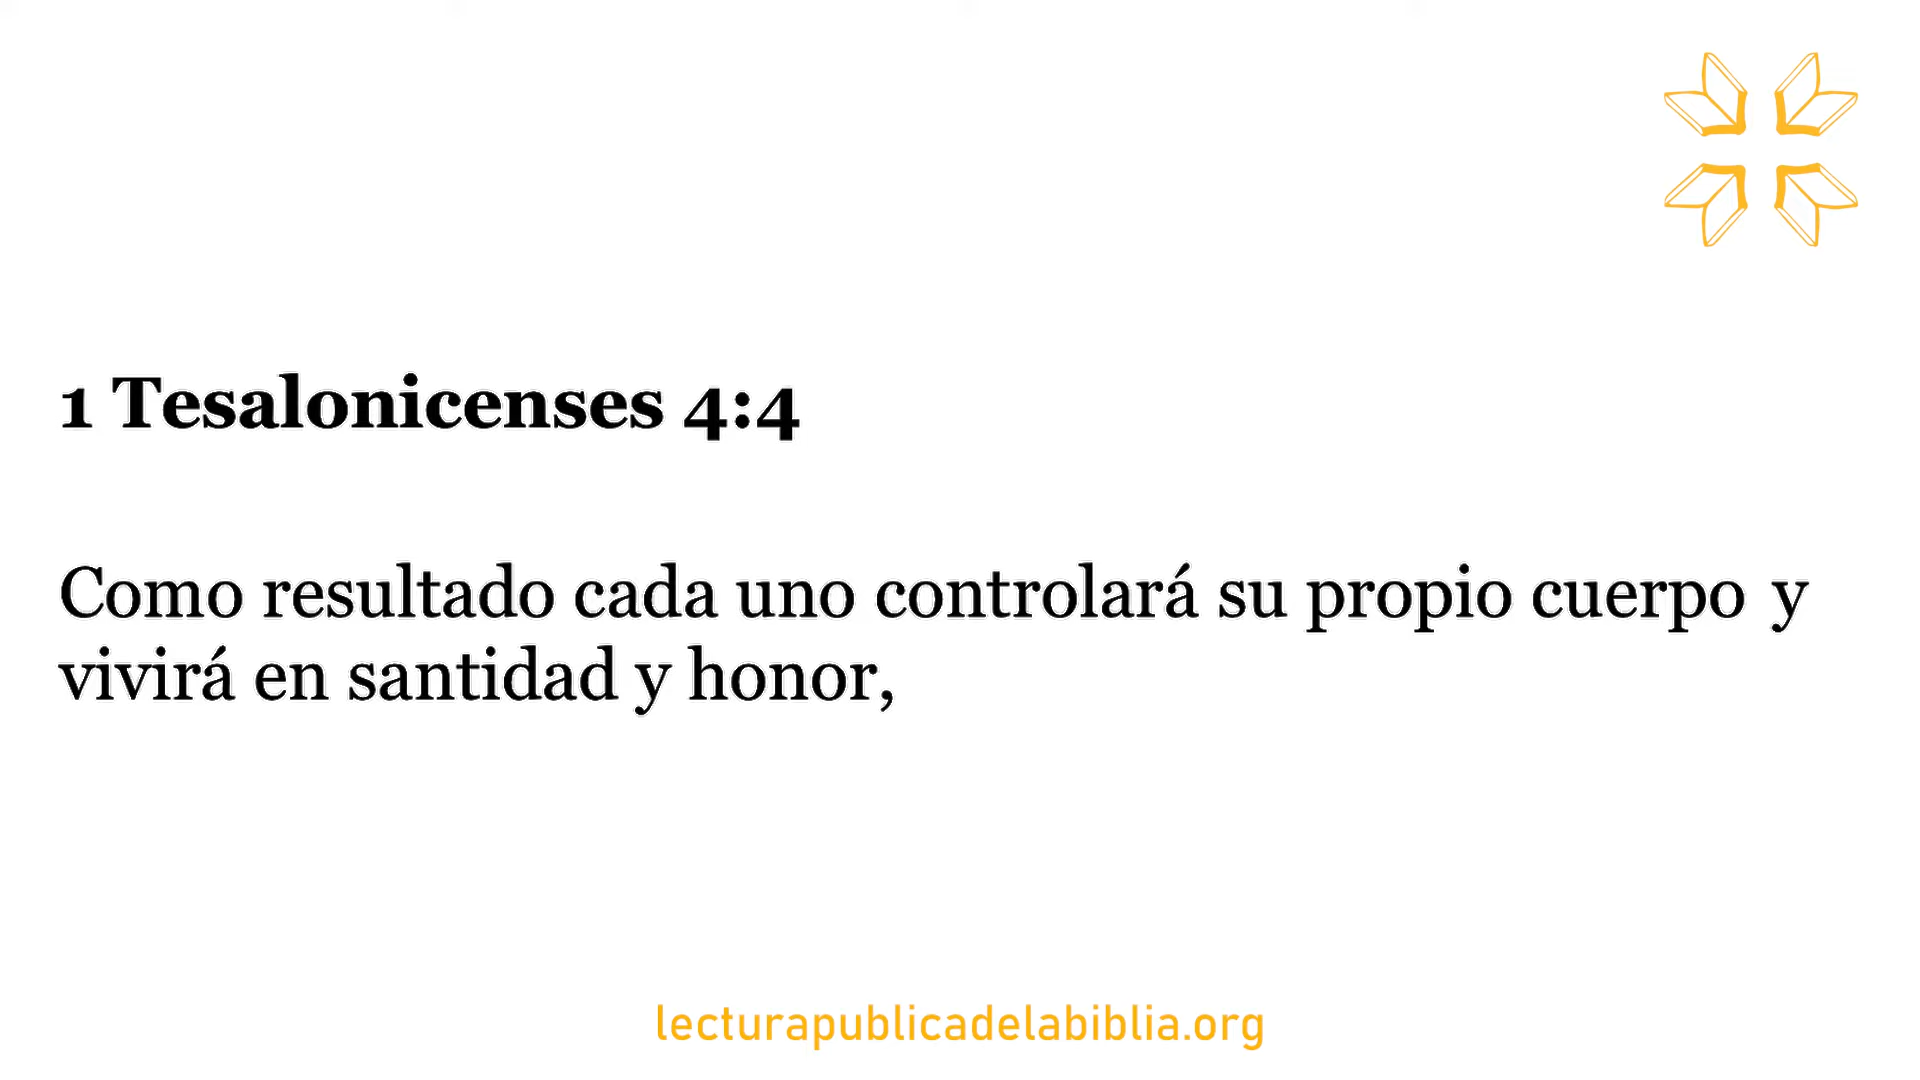 1 Tesalonicenses 4:4
Como resultado cada uno controlará su propio cuerpo y
vivirá en santidad y honor,
lecturapublicadelabiblia.org